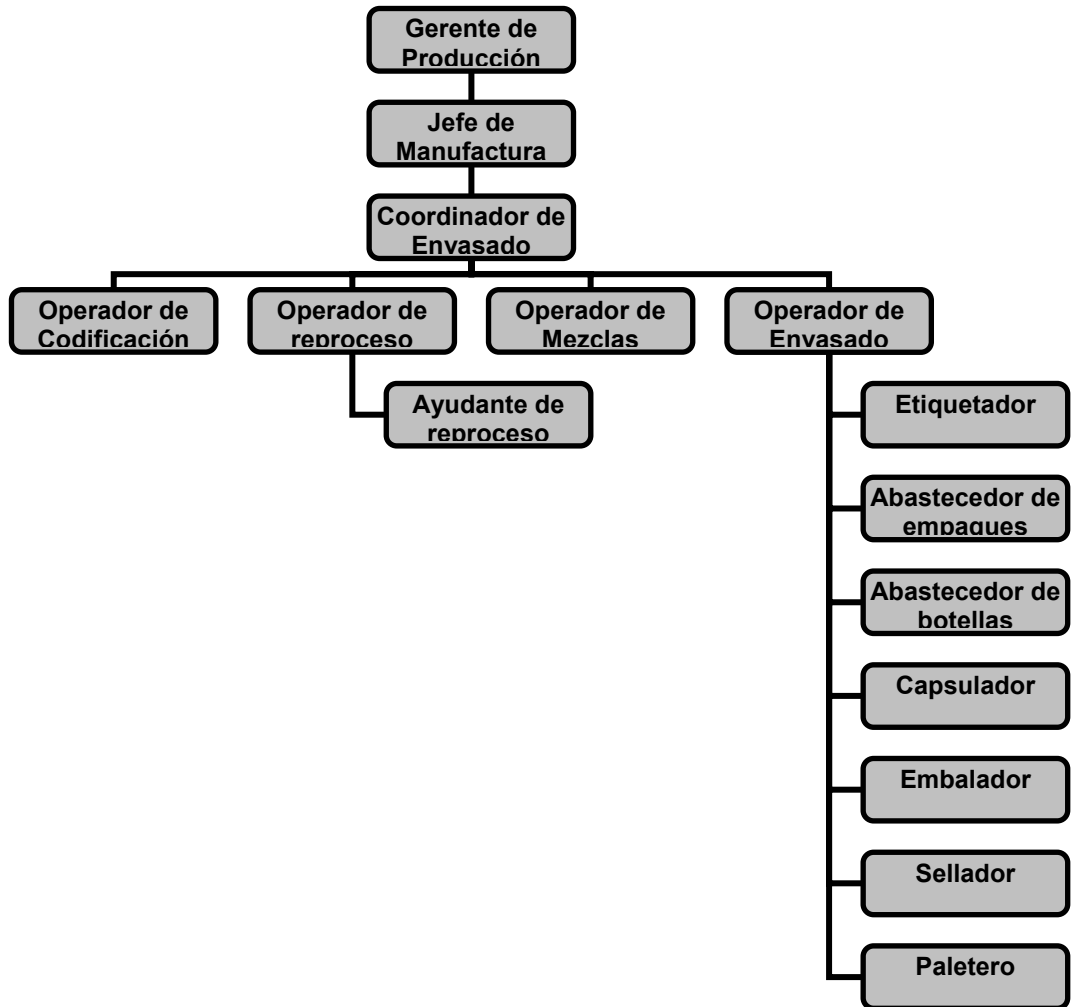 Gerente de
Producción
Jefe de
Manufactura
Coordinador de
Envasado
Operador de
Codificación
Operador de
reproceso
Operador de
Mezclas
Operador de
Envasado
Ayudante de
reproceso
Etiquetador
Abastecedor de
empaques
Abastecedor de
botellas
Capsulador
Embalador
Sellador
Paletero